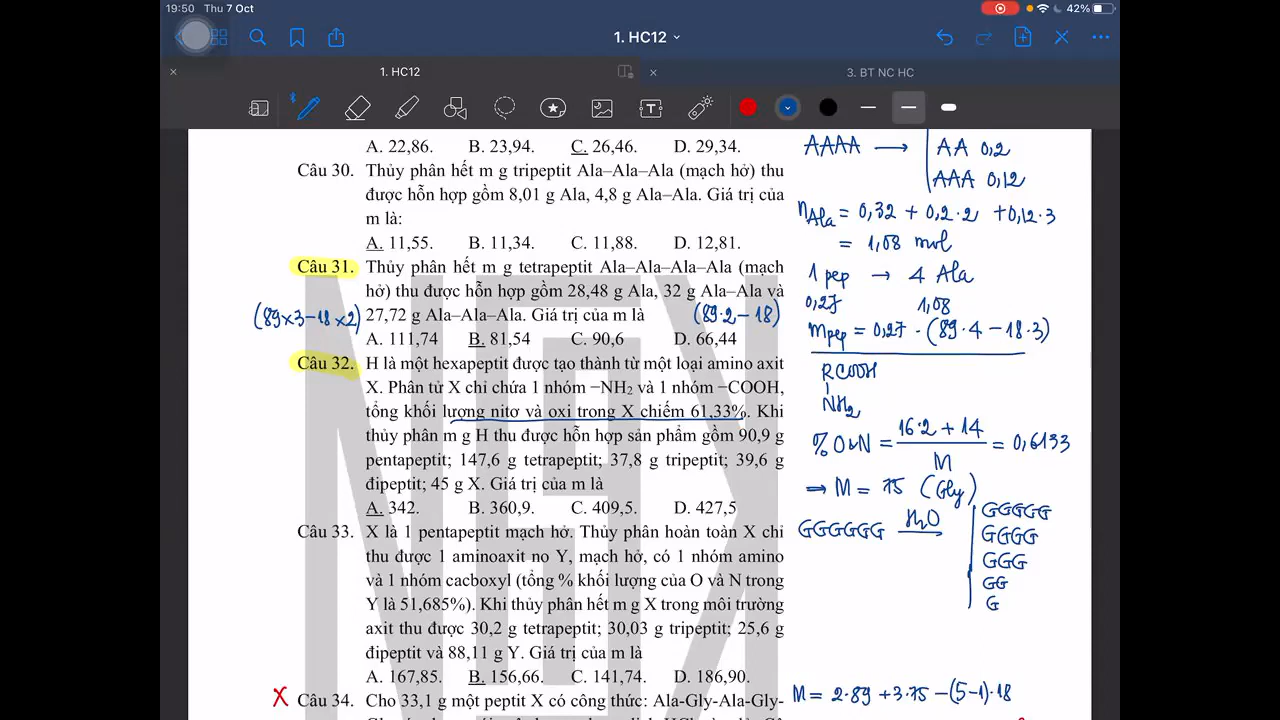 19:50 Thu 7 Oct 42%
1. HC12
1. HC12
3. BT NC HC
A. 22,86. B. 23,94. C. 26,46. D. 29,34.
Câu 30. Thủy phân hết m g tripeptit Ala–Ala–Ala (mạch hở) thu
được hỗn hợp gồm 8,01 g Ala, 4,8 g Ala–Ala. Giá trị của
m là:
A. 11,55. B. 11,34. C. 11,88. D. 12,81.
Câu 31. Thủy phân hết m g tetrapeptit Ala–Ala–Ala–Ala (mạch
hở) thu được hỗn hợp gồm 28,48 g Ala, 32 g Ala–Ala và
(89×3–18×2) 27,72 g Ala–Ala–Ala. Giá trị của m là (89·2 – 18)
A. 111,74 B. 81,54 C. 90,6 D. 66,44
Câu 32. H là một hexapeptit được tạo thành từ một loại amino axit
X. Phân tử X chỉ chứa 1 nhóm −NH₂ và 1 nhóm −COOH,
tổng khối lượng nitơ và oxi trong X chiếm 61,33%. Khi
thủy phân m g H thu được hỗn hợp sản phẩm gồm 90,9 g
pentapeptit; 147,6 g tetrapeptit; 37,8 g tripeptit; 39,6 g
đipeptit; 45 g X. Giá trị của m là
A. 342. B. 360,9. C. 409,5. D. 427,5
Câu 33. X là 1 pentapeptit mạch hở. Thủy phân hoàn toàn X chỉ
thu được 1 aminoaxit no Y, mạch hở, có 1 nhóm amino
và 1 nhóm cacboxyl (tổng % khối lượng của O và N trong
Y là 51,685%). Khi thủy phân hết m g X trong môi trường
axit thu được 30,2 g tetrapeptit; 30,03 g tripeptit; 25,6 g
đipeptit và 88,11 g Y. Giá trị của m là
A. 167,85. B. 156,66. C. 141,74. D. 186,90.
X Câu 34. Cho 33,1 g một peptit X có công thức: Ala-Gly-Ala-Gly-
AAAA → AA 0,2
AAA 0,12
nAla = 0,32 + 0,2·2 + 0,12·3
= 1,08 mol
1 pep → 4 Ala
0,27 1,08
mpep = 0,27 · (89·4 – 18·3)
RCOOH
NH₂
% O và N = 16·2 + 14 / M = 0,6133
⇒ M = 75 (Gly)
GGGGGG H₂O GGGGG
GGGG
GGG
GG
G
M = 2·89 + 3·75 – (5–1)·18